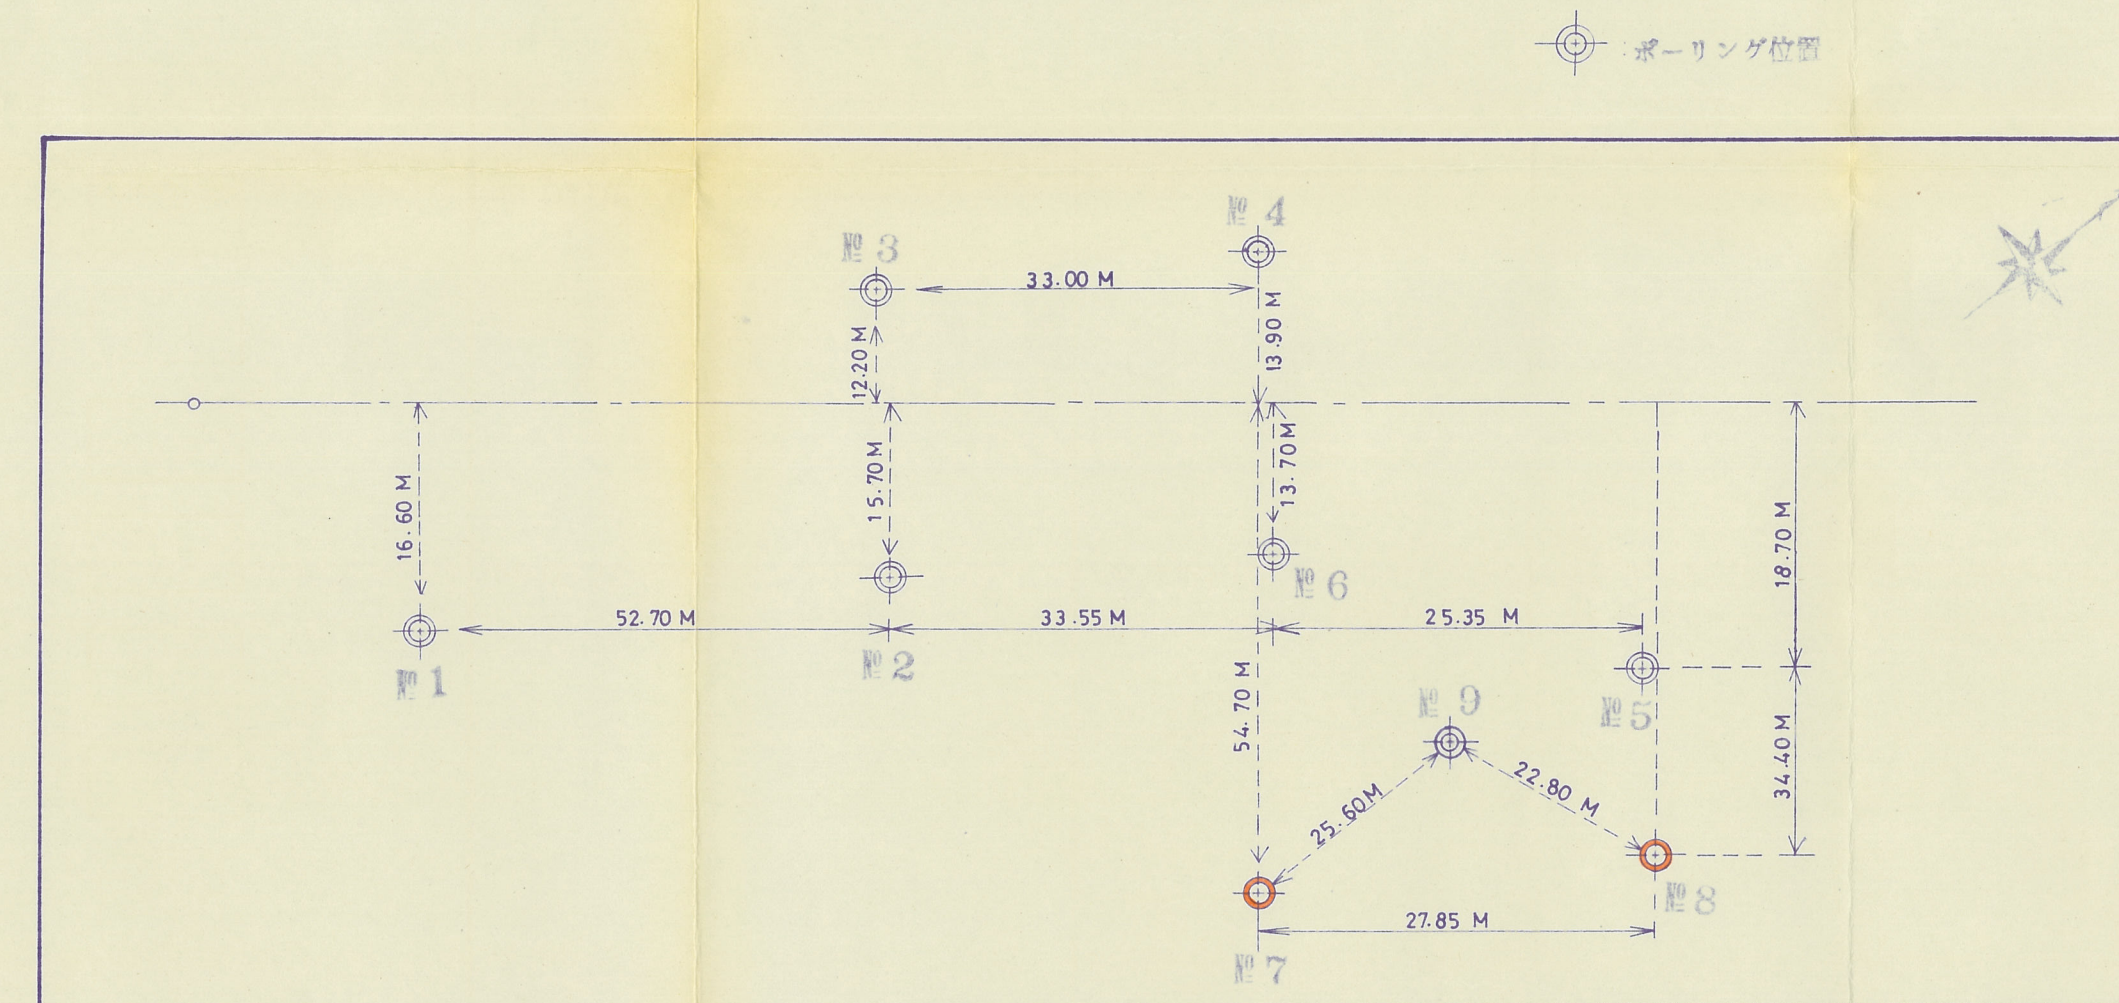 ボーリング位置
№ 4
№ 3
33.00 M
13.90 M
12.20 M
13.70 M
15.70 M
16.60 M
18.70 M
№ 6
52.70 M
33.55 M
25.35 M
№ 1
№ 2
54.70 M
№ 9
№ 5
34.40 M
22.80 M
25.60 M
№ 8
27.85 M
№ 7